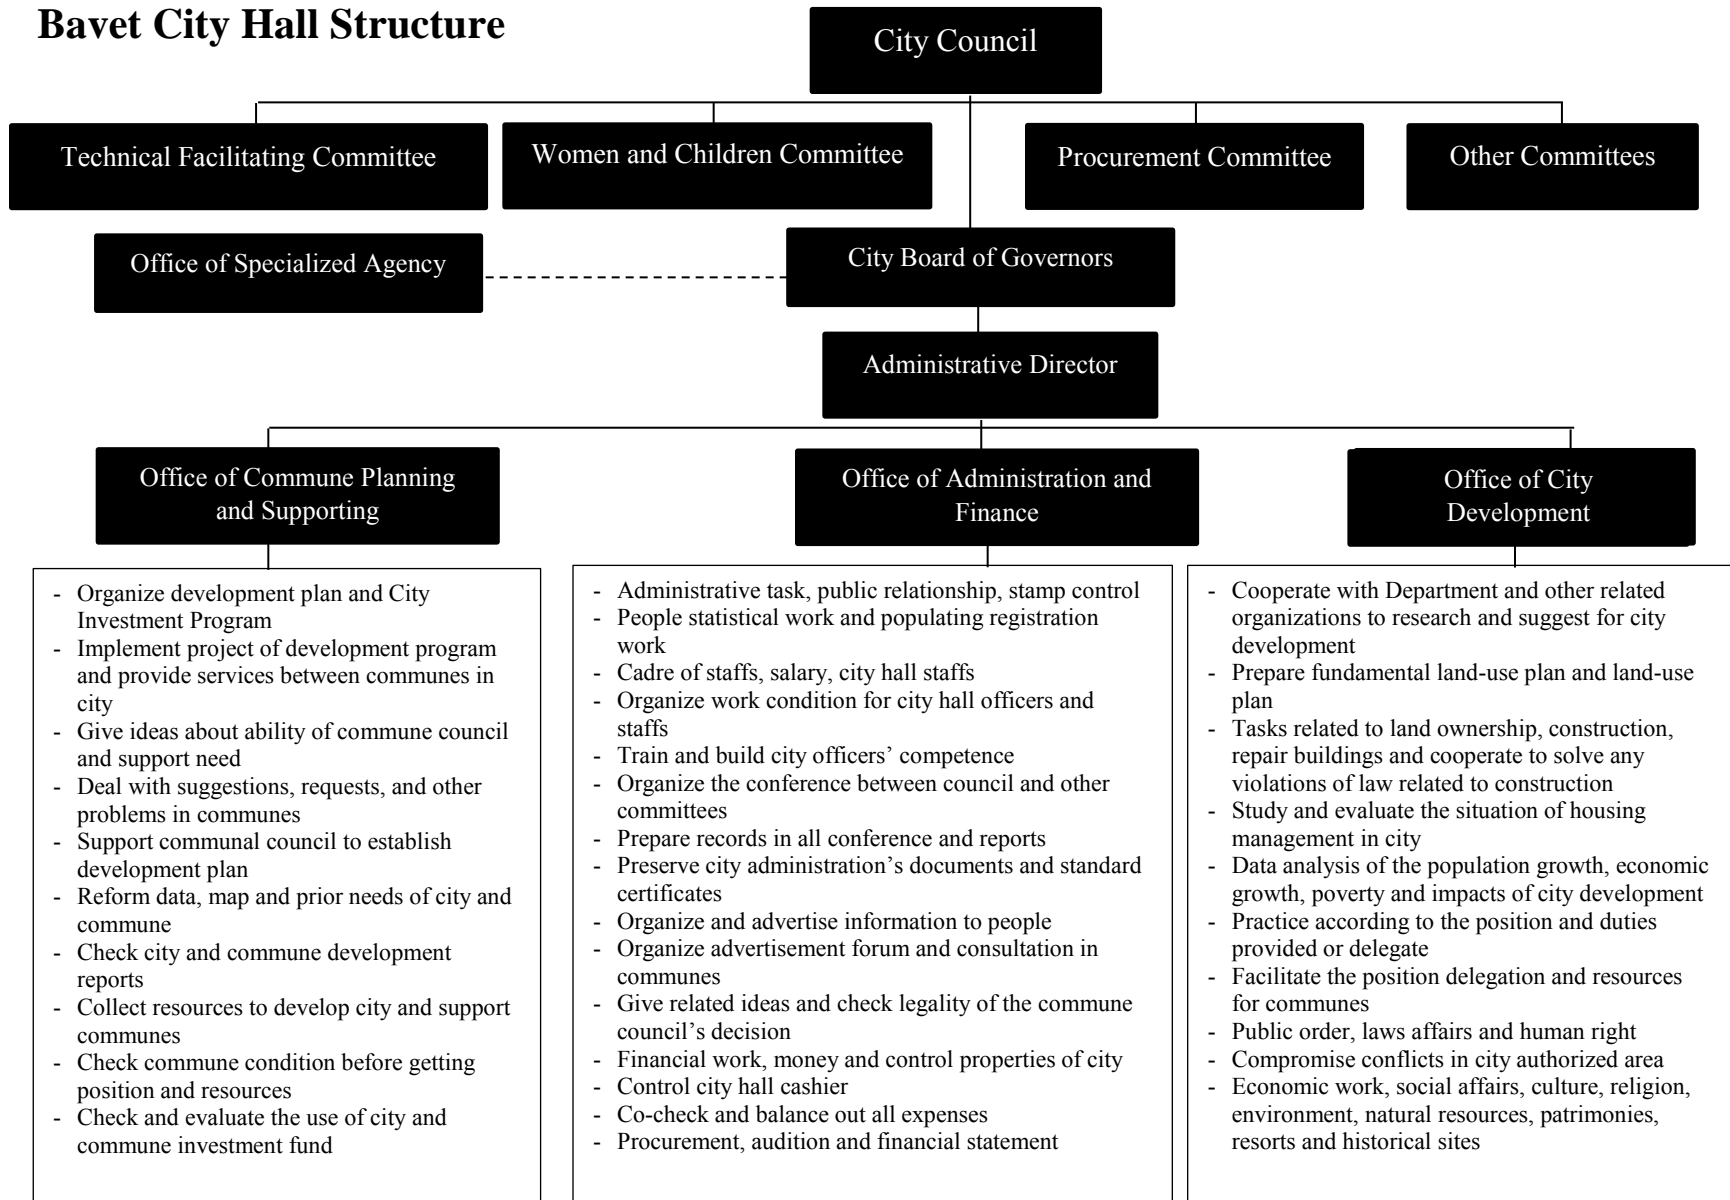 Bavet City Hall Structure
City Council
Technical Facilitating Committee
Women and Children Committee
Procurement Committee
Other Committees
Office of Specialized Agency
City Board of Governors
Administrative Director
Office of Commune Planning
and Supporting
Office of Administration and
Finance
Office of City
Development
- Organize development plan and City
Investment Program
- Implement project of development program
and provide services between communes in
city
- Give ideas about ability of commune council
and support need
- Deal with suggestions, requests, and other
problems in communes
- Support communal council to establish
development plan
- Reform data, map and prior needs of city and
commune
- Check city and commune development
reports
- Collect resources to develop city and support
communes
- Check commune condition before getting
position and resources
- Check and evaluate the use of city and
commune investment fund
- Administrative task, public relationship, stamp control
- People statistical work and populating registration
work
- Cadre of staffs, salary, city hall staffs
- Organize work condition for city hall officers and
staffs
- Train and build city officers’ competence
- Organize the conference between council and other
committees
- Prepare records in all conference and reports
- Preserve city administration’s documents and standard
certificates
- Organize and advertise information to people
- Organize advertisement forum and consultation in
communes
- Give related ideas and check legality of the commune
council’s decision
- Financial work, money and control properties of city
- Control city hall cashier
- Co-check and balance out all expenses
- Procurement, audition and financial statement
- Cooperate with Department and other related
organizations to research and suggest for city
development
- Prepare fundamental land-use plan and land-use
plan
- Tasks related to land ownership, construction,
repair buildings and cooperate to solve any
violations of law related to construction
- Study and evaluate the situation of housing
management in city
- Data analysis of the population growth, economic
growth, poverty and impacts of city development
- Practice according to the position and duties
provided or delegate
- Facilitate the position delegation and resources
for communes
- Public order, laws affairs and human right
- Compromise conflicts in city authorized area
- Economic work, social affairs, culture, religion,
environment, natural resources, patrimonies,
resorts and historical sites